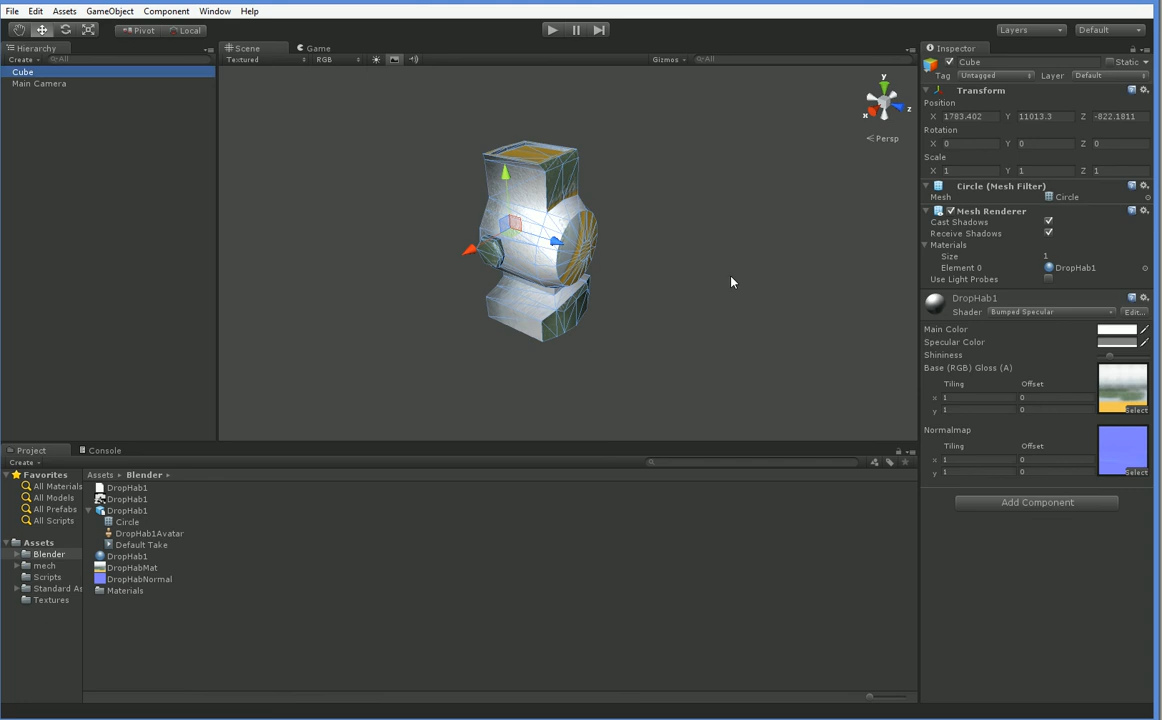 File Edit Assets GameObject Component Window Help
Pivot Local Layers Default
Hierarchy Scene Game Inspector
Create All Textured RGB Gizmos All Cube Static
Cube Tag Untagged Layer Default
Main Camera Transform
Position
X 1783.402 Y 11013.3 Z -822.1811
Rotation
X 0 Y 0 Z 0
Scale
X 1 Y 1 Z 1
y
x
z
Persp
Circle (Mesh Filter)
Mesh Circle
Mesh Renderer
Cast Shadows
Receive Shadows
Materials
Size 1
Element 0 DropHab1
Use Light Probes
DropHab1
Shader Bumped Specular Edit...
Main Color
Specular Color
Shininess
Base (RGB) Gloss (A)
Tiling Offset
x 1 0
y 1 0
Select
Normalmap
Tiling Offset
x 1 0
y 1 0
Select
Add Component
Project Console
Create
Favorites
All Materials
All Models
All Prefabs
All Scripts
Assets
Blender
mech
Scripts
Standard As
Textures
Assets Blender
DropHab1
DropHab1
DropHab1
Circle
DropHab1Avatar
Default Take
DropHab1
DropHabMat
DropHabNormal
Materials